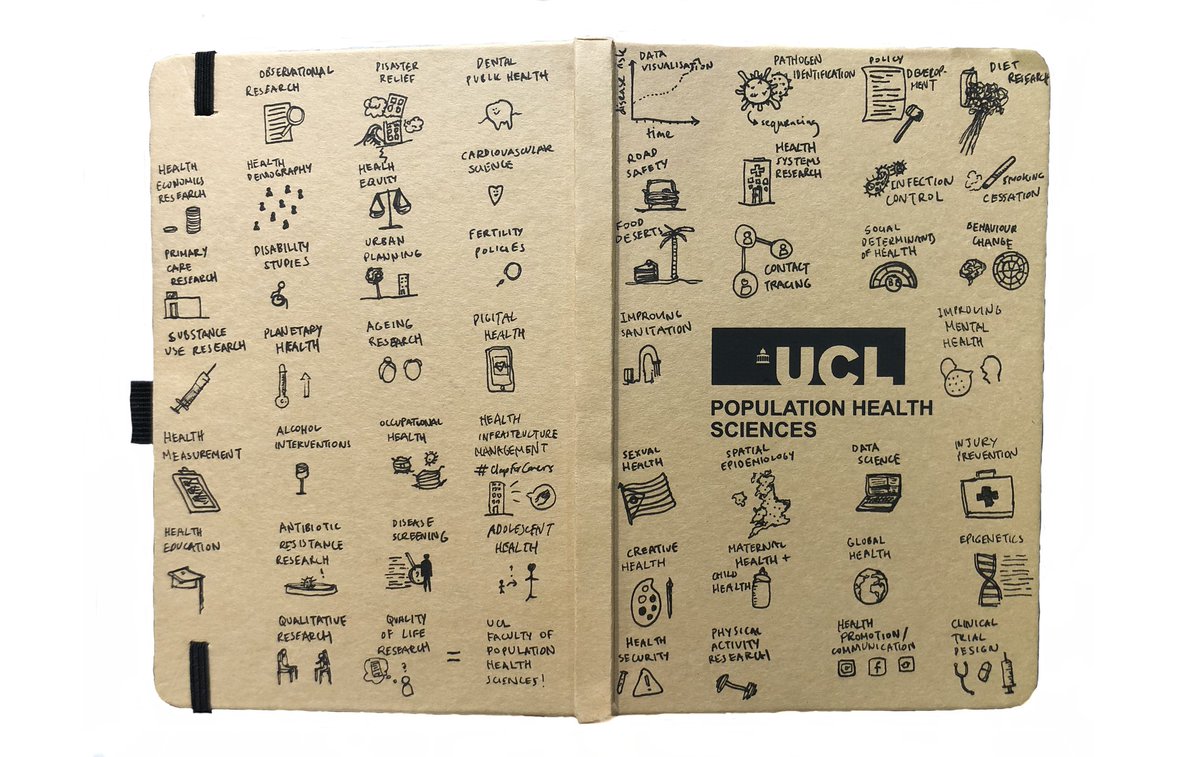 OBSERVATIONAL
RESEARCH
DISASTER
RELIEF
DENTAL
PUBLIC HEALTH
HEALTH
ECONOMICS
RESEARCH
HEALTH
DEMOGRAPHY
HEALH
EQUITY
CARDIOVASCULAR
SCIENCE
PRIMARY
CARE
RESEARCH
DISABILITY
STUDIES
URBAN
PLANNING
FERTILITY
POLICIES
SUBSTANCE
USE RESEARCH
PLANETARY
HEALTH
AGEING
RESEARCH
DIGITAL
HEALTH
HEALTH
MEASUREMENT
ALCOHOL
INTERVENTIONS
OCCUPATIONAL
HEALTH
HEALTH
INFRASTRUCTURE
MANAGEMENT
#ClapForCarers
HEALTH
EDUCATION
ANTIBIOTIC
RESISTANCE
RESEARCH
DISEASE
SCREENING
ADOLESCENT
HEALTH
QUALITATIVE
RESEARCH
QUALITY
OF LIFE
RESEARCH
=
UCL
FACULTY OF
POPULATION
HEALTH
SCIENCES!
DATA
VISUALISATION
disease risk
time
PATHOGEN
IDENTIFICATION
sequencing
POLICY
DEVELOP-
MENT
DIET
RESEARCH
ROAD
SAFETY
HEALTH
SYSTEMS
RESEARCH
INFECTION
CONTROL
SMOKING
CESSATION
FOOD
DESERTS
CONTACT
TRACING
SOCIAL
DETERMINANTS
OF HEALTH
BEHAVIOUR
CHANGE
IMPROVING
SANITATION
UCL
POPULATION HEALTH
SCIENCES
IMPROVING
MENTAL
HEALTH
SEXUAL
HEALTH
SPATIAL
EPIDEMIOLOGY
DATA
SCIENCE
INJURY
PREVENTION
CREATIVE
HEALTH
MATERNAL
HEALTH +
CHILD
HEALTH
GLOBAL
HEALTH
EPIGENETICS
HEALTH
SECURITY
PHYSICAL
ACTIVITY
RESEARCH
HEALTH
PROMOTION/
COMMUNICATION
CLINICAL
TRIAL
DESIGN